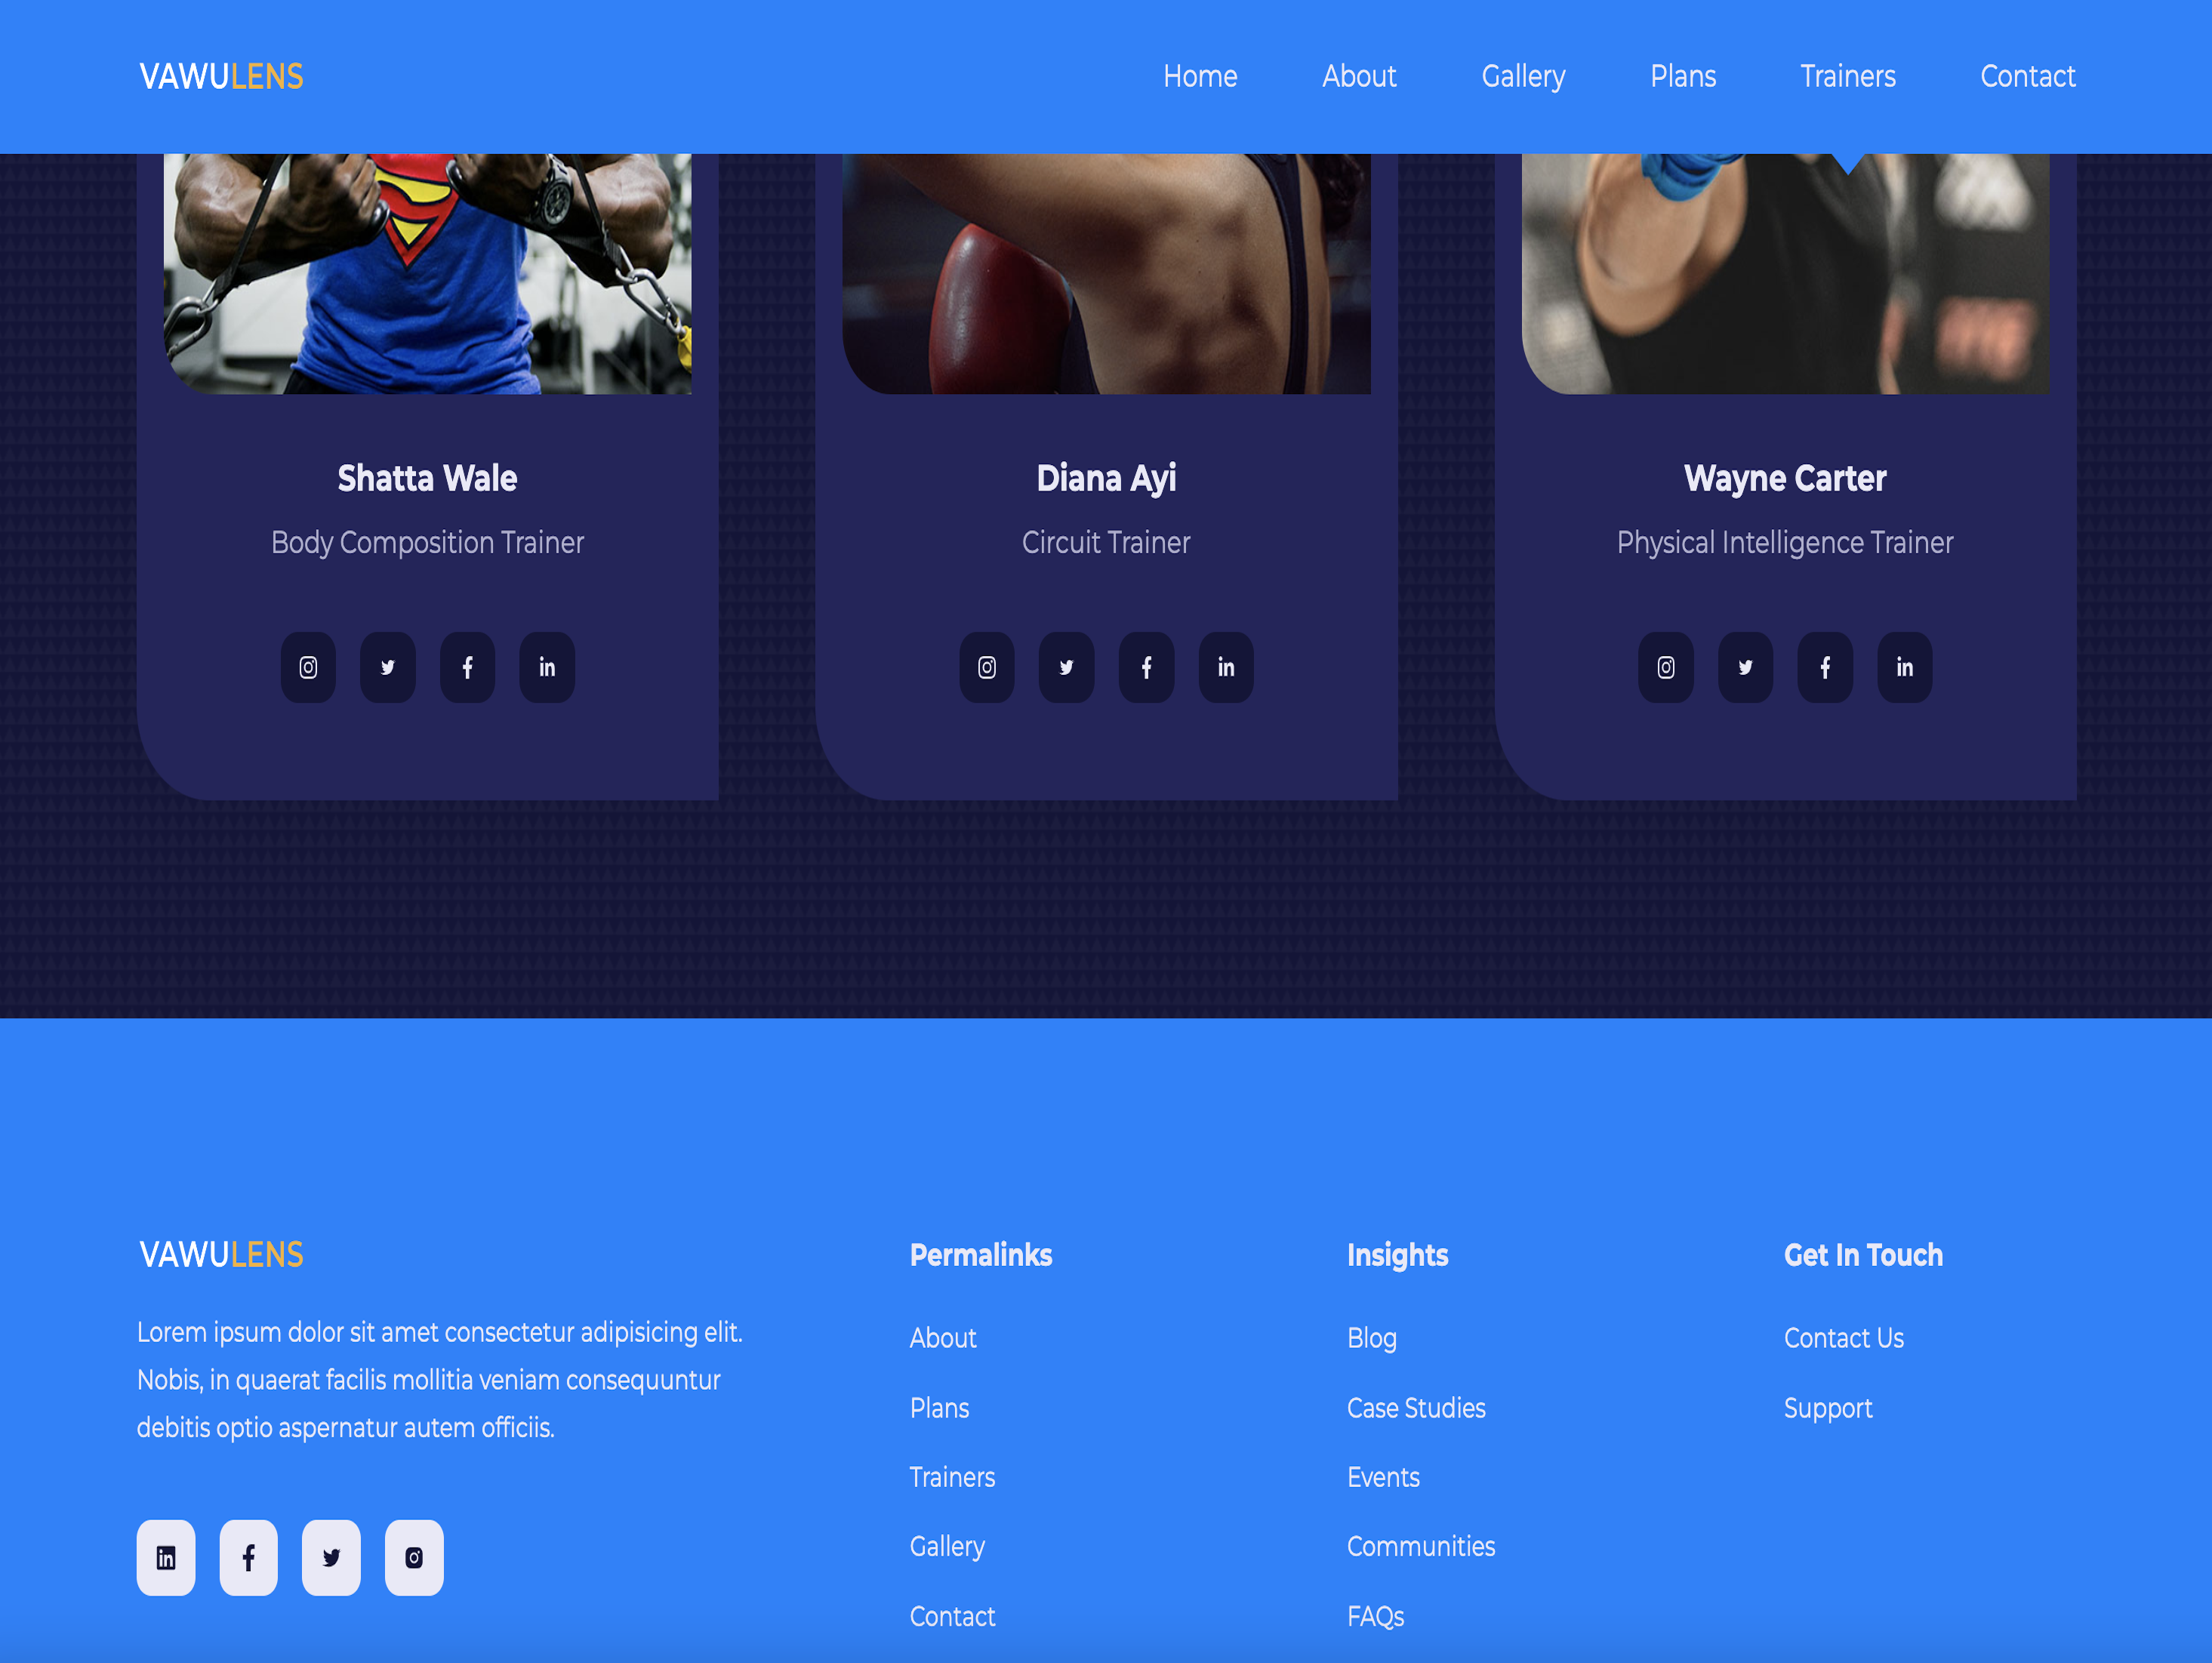 VAWULENS
Home About Gallery Plans Trainers Contact
Shatta Wale
Body Composition Trainer
Diana Ayi
Circuit Trainer
Wayne Carter
Physical Intelligence Trainer
VAWULENS
Lorem ipsum dolor sit amet consectetur adipisicing elit.
Nobis, in quaerat facilis mollitia veniam consequuntur
debitis optio aspernatur autem officiis.
Permalinks
About
Plans
Trainers
Gallery
Contact
Insights
Blog
Case Studies
Events
Communities
FAQs
Get In Touch
Contact Us
Support